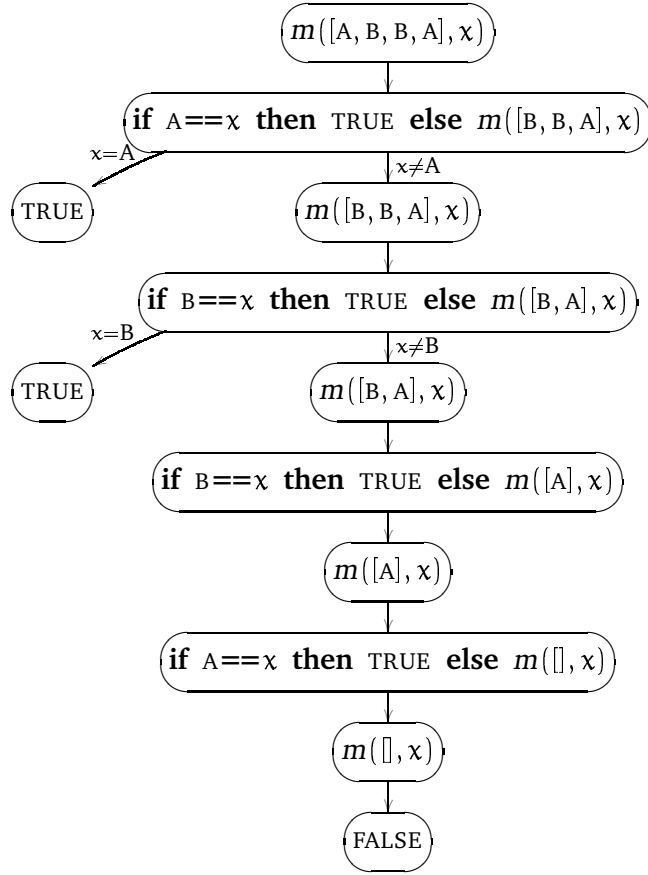 m([A, B, B, A], x)
if A==x then TRUE else m([B, B, A], x)
x=A
x≠A
TRUE
m([B, B, A], x)
if B==x then TRUE else m([B, A], x)
x=B
x≠B
TRUE
m([B, A], x)
if B==x then TRUE else m([A], x)
m([A], x)
if A==x then TRUE else m([], x)
m([], x)
FALSE